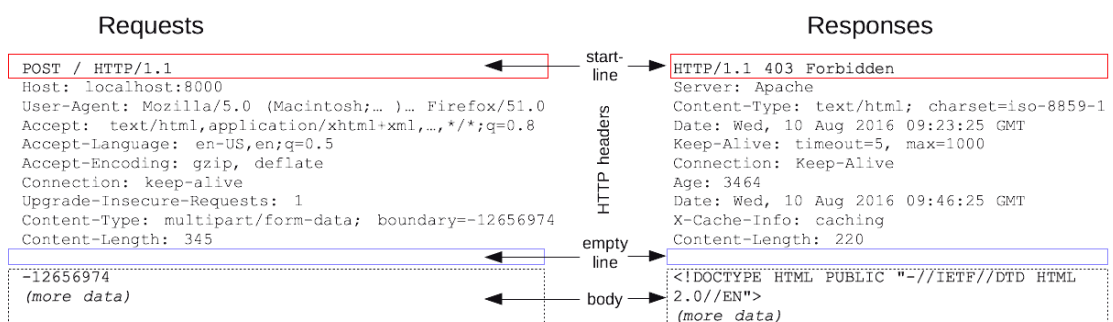 Requests
POST / HTTP/1.1
Host: localhost:8000
User-Agent: Mozilla/5.0 (Macintosh;… )… Firefox/51.0
Accept: text/html,application/xhtml+xml,…,*/*;q=0.8
Accept-Language: en-US,en;q=0.5
Accept-Encoding: gzip, deflate
Connection: keep-alive
Upgrade-Insecure-Requests: 1
Content-Type: multipart/form-data; boundary=-12656974
Content-Length: 345
-12656974
(more data)
start-
line
HTTP headers
empty
line
body
Responses
HTTP/1.1 403 Forbidden
Server: Apache
Content-Type: text/html; charset=iso-8859-1
Date: Wed, 10 Aug 2016 09:23:25 GMT
Keep-Alive: timeout=5, max=1000
Connection: Keep-Alive
Age: 3464
Date: Wed, 10 Aug 2016 09:46:25 GMT
X-Cache-Info: caching
Content-Length: 220
<!DOCTYPE HTML PUBLIC "-//IETF//DTD HTML
2.0//EN">
(more data)